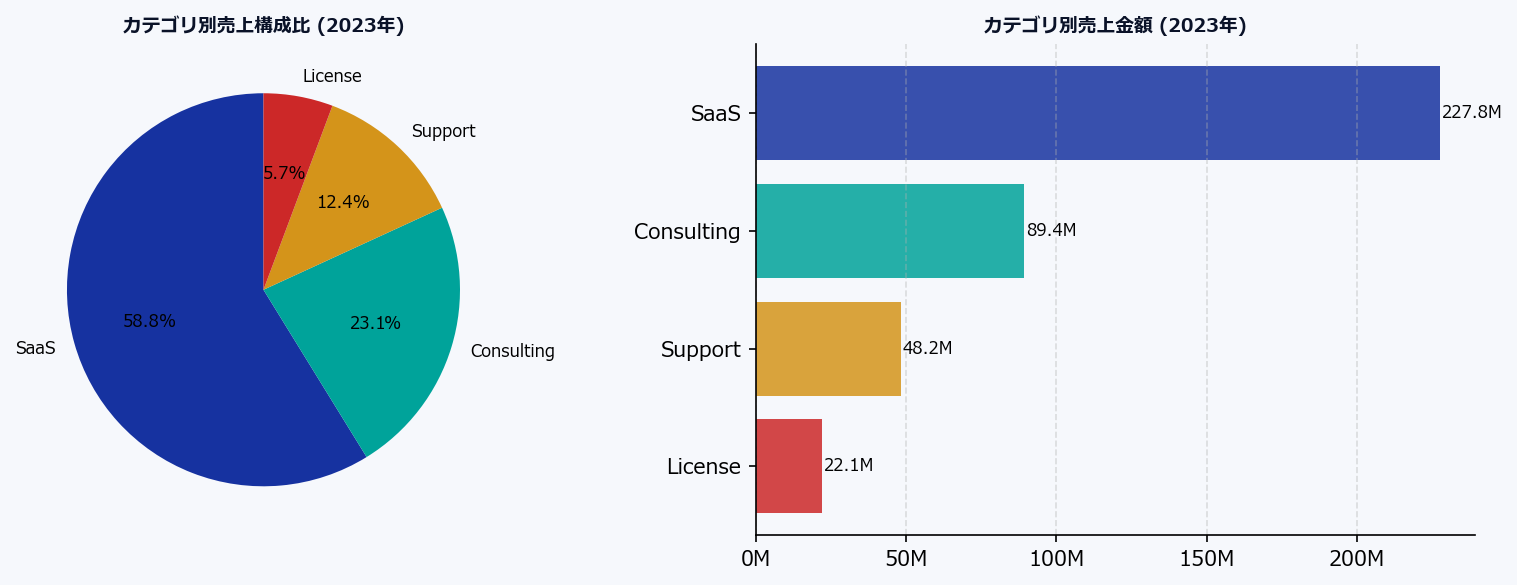 カテゴリ別売上構成比 (2023年)
License
Support
5.7%
12.4%
58.8%
23.1%
SaaS
Consulting
カテゴリ別売上金額 (2023年)
SaaS
227.8M
Consulting
89.4M
Support
48.2M
License
22.1M
0M
50M
100M
150M
200M